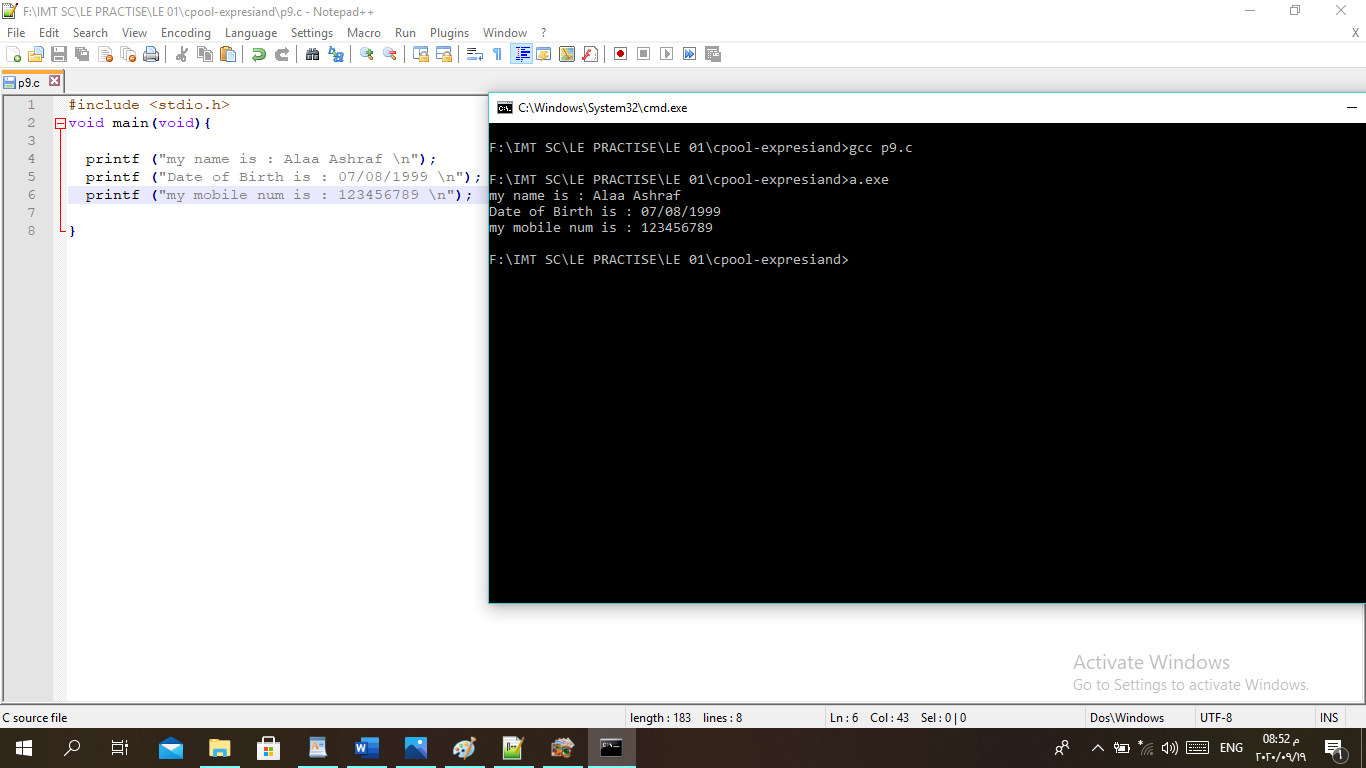 F:\IMT SC\LE PRACTISE\LE 01\cpool-expresiand\p9.c - Notepad++
File Edit Search View Encoding Language Settings Macro Run Plugins Window ? X
p9.c
1 #include <stdio.h>
2 void main(void){
3
4 printf ("my name is : Alaa Ashraf \n");
5 printf ("Date of Birth is : 07/08/1999 \n");
6 printf ("my mobile num is : 123456789 \n");
7
8 }
C:\Windows\System32\cmd.exe
F:\IMT SC\LE PRACTISE\LE 01\cpool-expresiand>gcc p9.c
F:\IMT SC\LE PRACTISE\LE 01\cpool-expresiand>a.exe
my name is : Alaa Ashraf
Date of Birth is : 07/08/1999
my mobile num is : 123456789
F:\IMT SC\LE PRACTISE\LE 01\cpool-expresiand>
Activate Windows
Go to Settings to activate Windows.
C source file length : 183 lines : 8 Ln : 6 Col : 43 Sel : 0 | 0 Dos\Windows UTF-8 INS
ENG
08:52 م
٢٠٢٠/٠٩/١٩
1